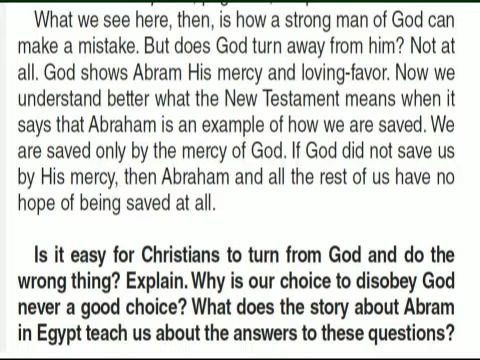 What we see here, then, is how a strong man of God can
make a mistake. But does God turn away from him? Not at
all. God shows Abram His mercy and loving-favor. Now we
understand better what the New Testament means when it
says that Abraham is an example of how we are saved. We
are saved only by the mercy of God. If God did not save us
by His mercy, then Abraham and all the rest of us have no
hope of being saved at all.
Is it easy for Christians to turn from God and do the
wrong thing? Explain. Why is our choice to disobey God
never a good choice? What does the story about Abram
in Egypt teach us about the answers to these questions?